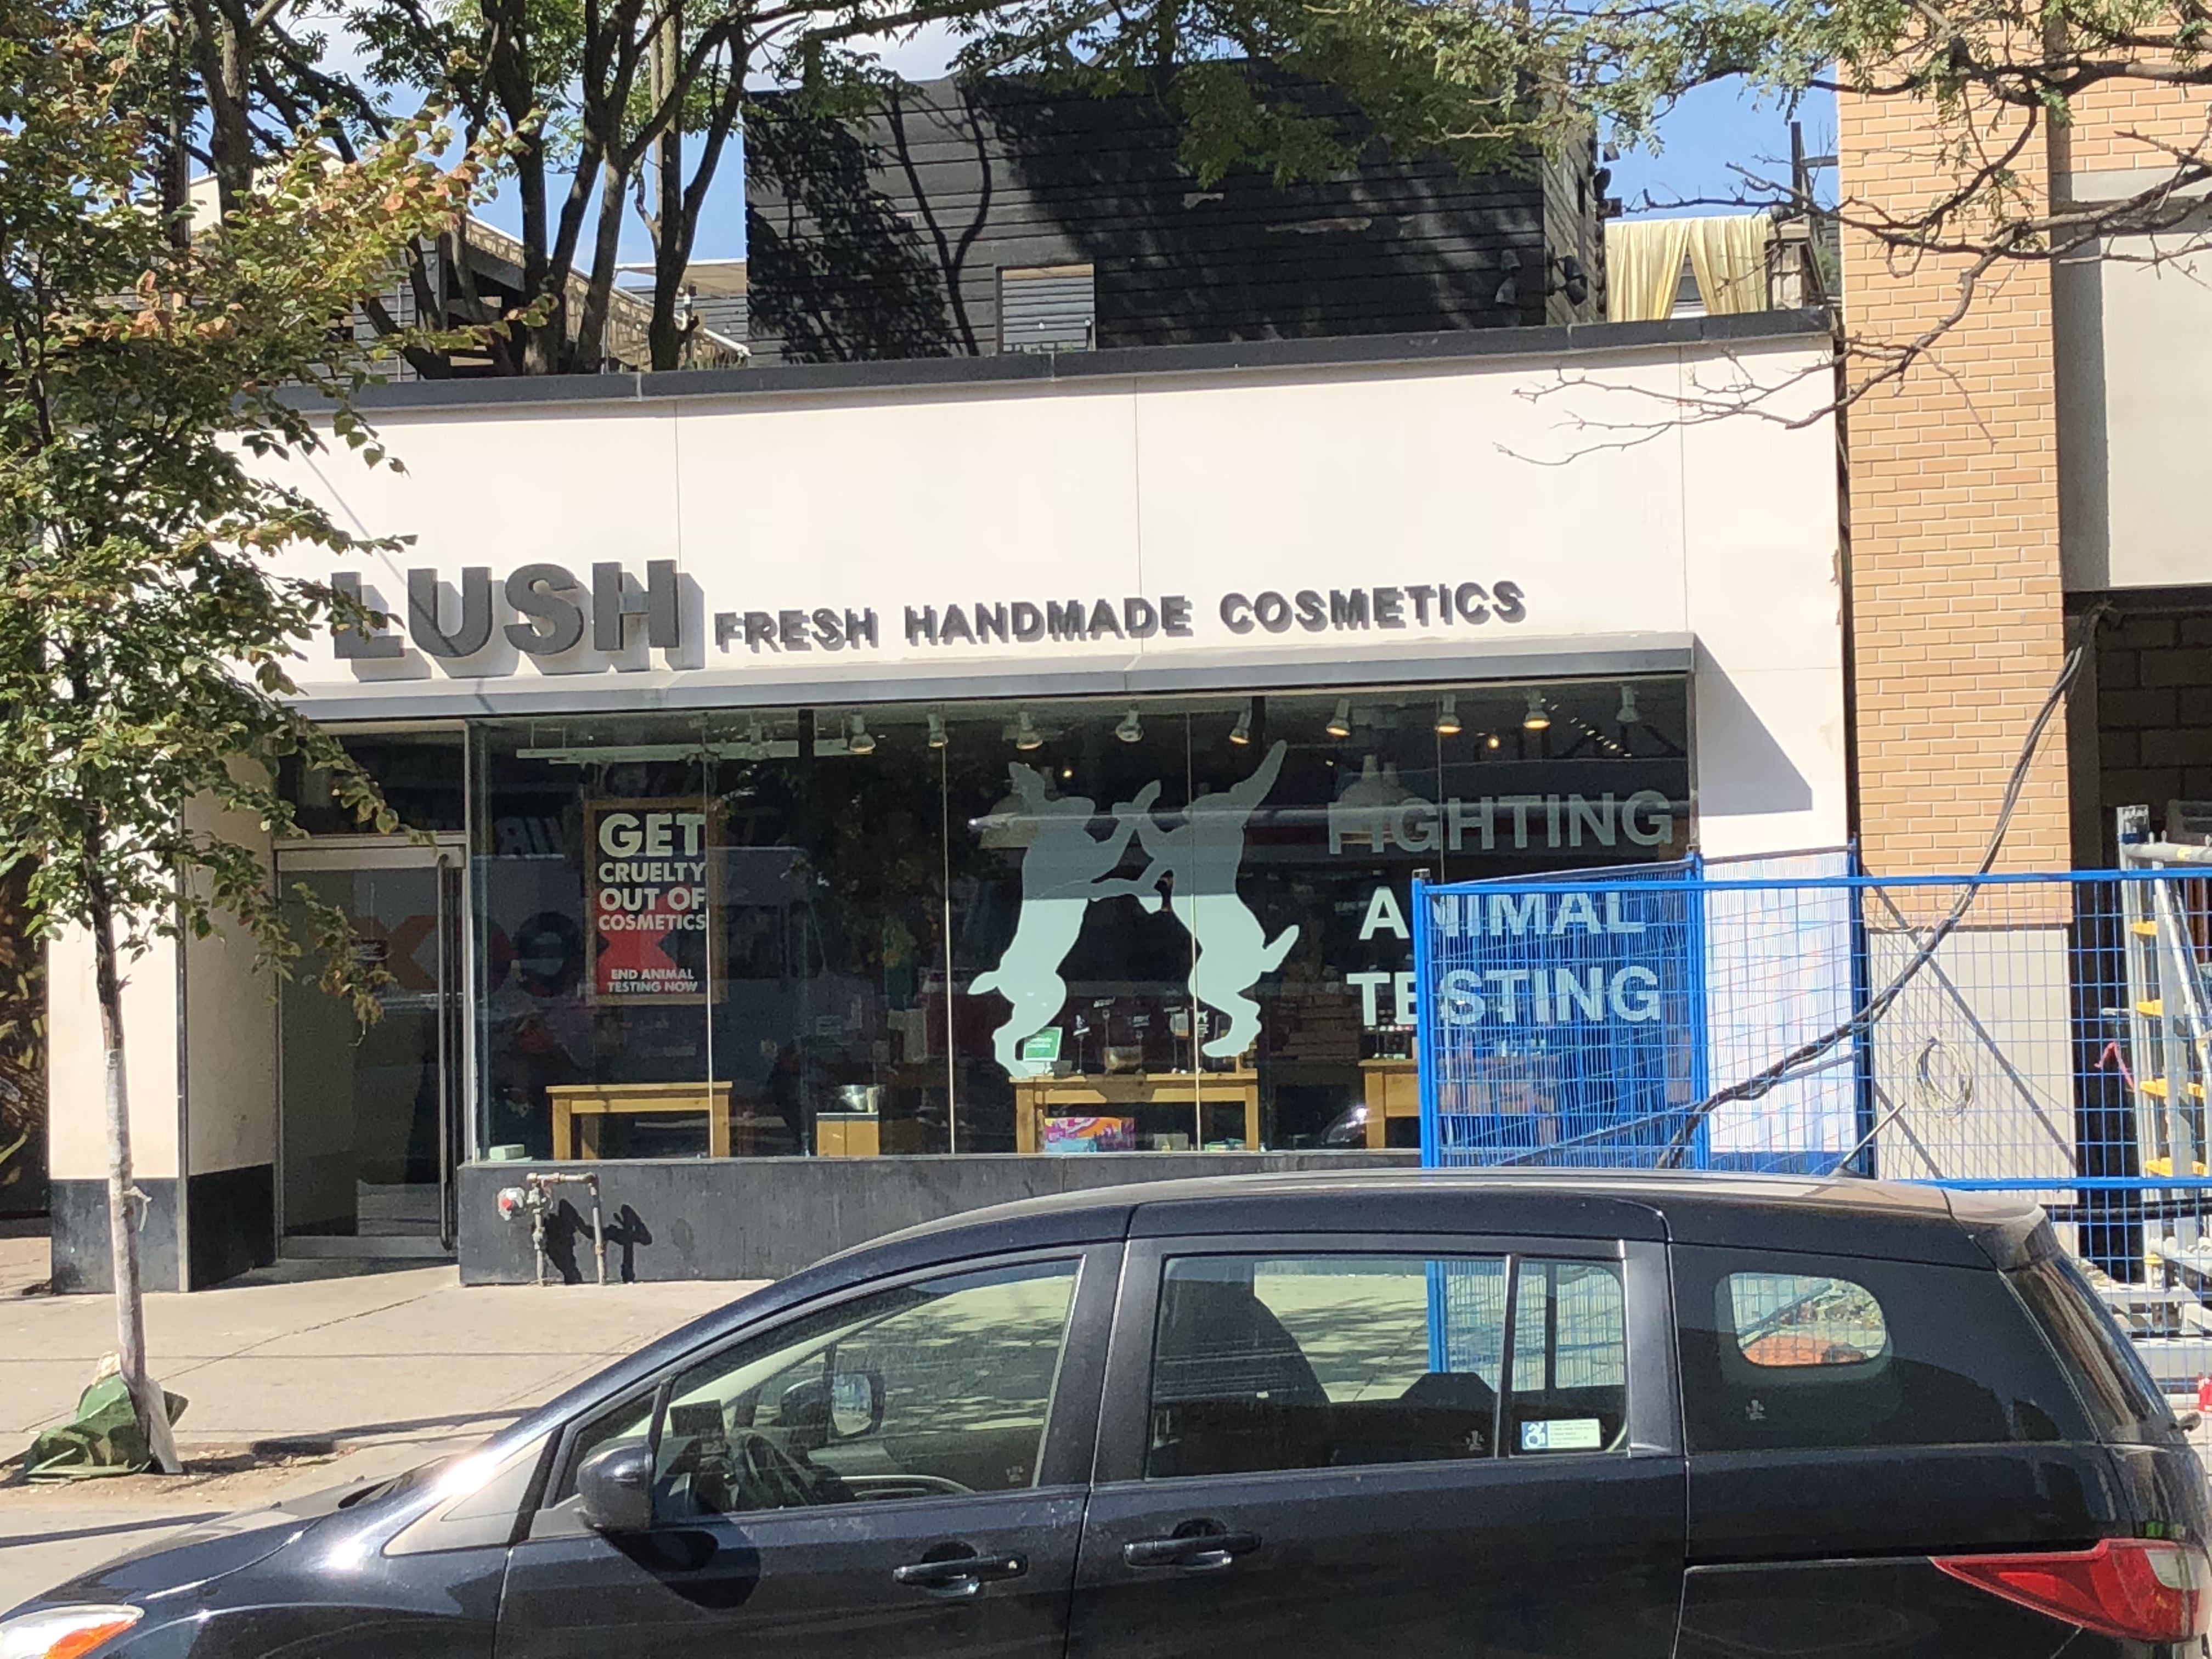 LUSH FRESH HANDMADE COSMETICS
GET
CRUELTY
OUT OF
COSMETICS
END ANIMAL
TESTING NOW
FIGHTING
ANIMAL
TESTING